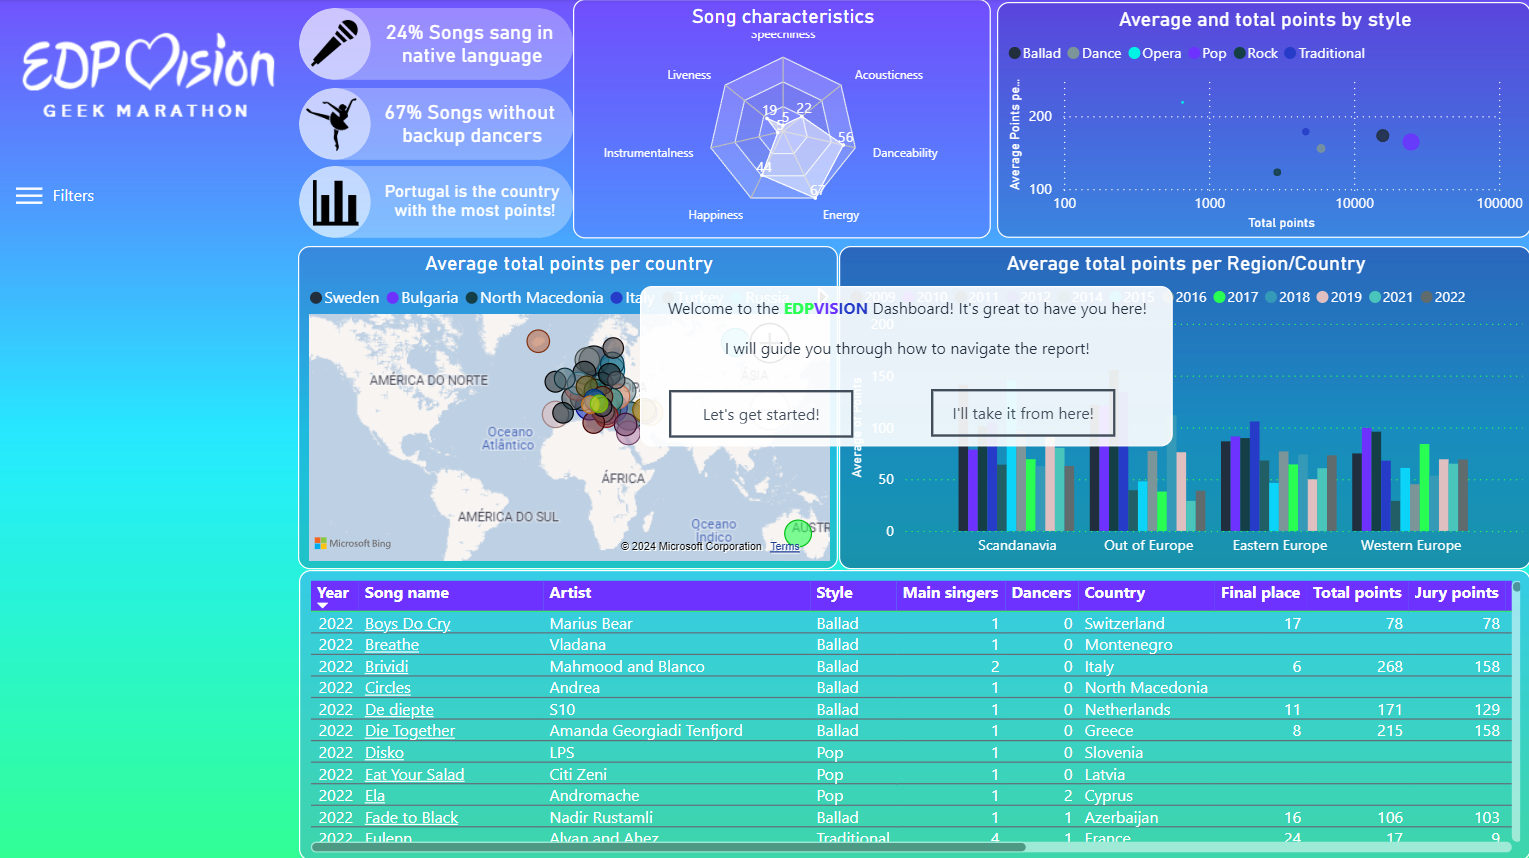 EDPVision
GEEK MARATHON
Filters
24% Songs sang in
native language
67% Songs without
backup dancers
Portugal is the country
with the most points!
Song characteristics
Speechiness
Liveness
Acousticness
Instrumentalness
Danceability
Happiness
Energy
19
5
22
56
44
67
Average and total points by style
Ballad Dance Opera Pop Rock Traditional
Average Points pe...
200
100
100 1000 10000 100000
Total points
Average total points per country
Sweden Bulgaria North Macedonia Italy Turkey Russia
AMÉRICA DO NORTE
ÁSIA
Oceano
Atlântico
ÁFRICA
AMÉRICA DO SUL
Oceano
Índico
AUSTR
Microsoft Bing
© 2024 Microsoft Corporation Terms
Average total points per Region/Country
2009 2010 2011 2012 2014 2015 2016 2017 2018 2019 2021 2022
Average of Points
200
150
100
50
0
Scandanavia Out of Europe Eastern Europe Western Europe
Welcome to the EDPVISION Dashboard! It's great to have you here!
I will guide you through how to navigate the report!
Let's get started!
I'll take it from here!
Year Song name Artist Style Main singers Dancers Country Final place Total points Jury points
2022 Boys Do Cry Marius Bear Ballad 1 0 Switzerland 17 78 78
2022 Breathe Vladana Ballad 1 0 Montenegro
2022 Brividi Mahmood and Blanco Ballad 2 0 Italy 6 268 158
2022 Circles Andrea Ballad 1 0 North Macedonia
2022 De diepte S10 Ballad 1 0 Netherlands 11 171 129
2022 Die Together Amanda Georgiadi Tenfjord Ballad 1 0 Greece 8 215 158
2022 Disko LPS Pop 1 0 Slovenia
2022 Eat Your Salad Citi Zeni Pop 1 0 Latvia
2022 Ela Andromache Pop 1 2 Cyprus
2022 Fade to Black Nadir Rustamli Ballad 1 1 Azerbaijan 16 106 103
2022 Fulenn Alvan and Ahez Traditional 4 1 France 24 17 9